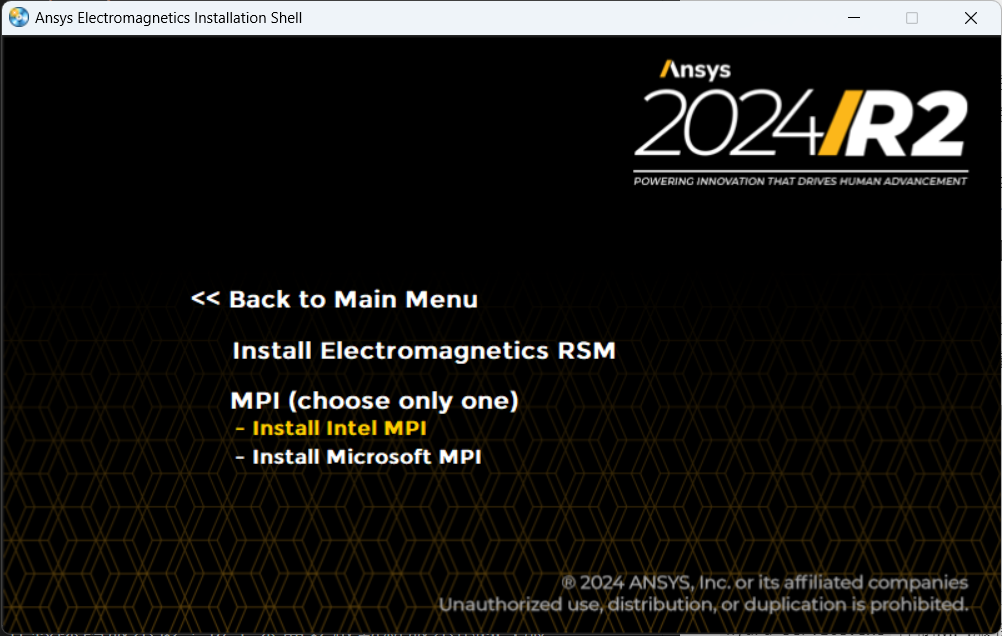 Ansys Electromagnetics Installation Shell
Ansys
2024 R2
POWERING INNOVATION THAT DRIVES HUMAN ADVANCEMENT
<< Back to Main Menu
Install Electromagnetics RSM
MPI (choose only one)
- Install Intel MPI
- Install Microsoft MPI
® 2024 ANSYS, Inc. or its affiliated companies
Unauthorized use, distribution, or duplication is prohibited.